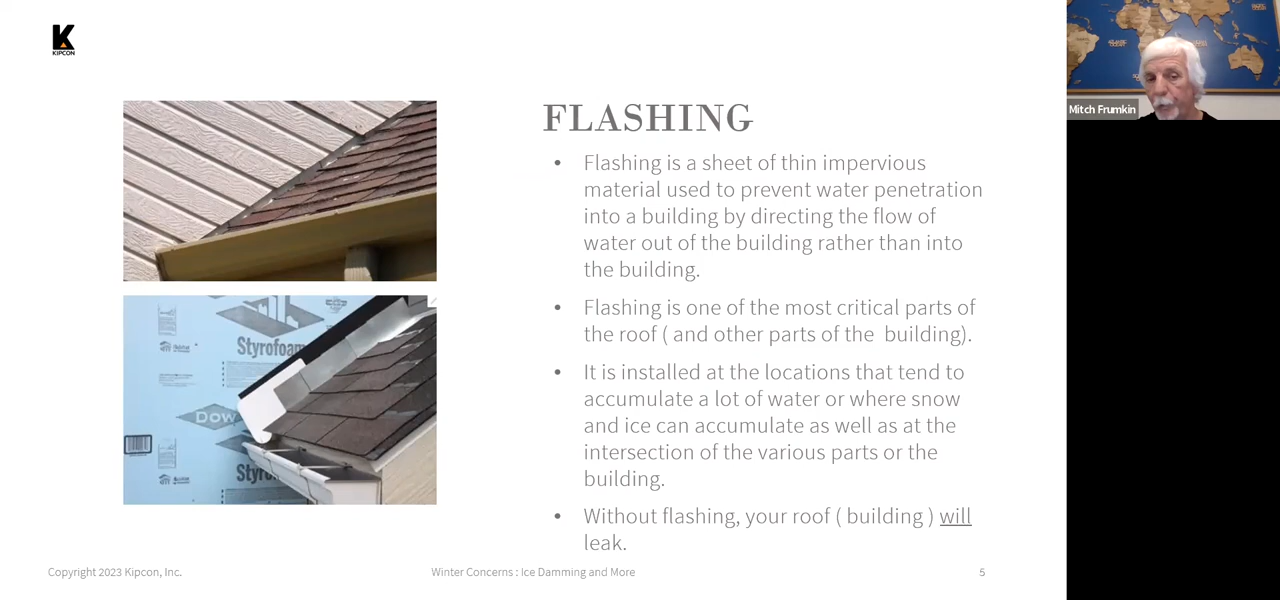 K
KIPCON
FLASHING
• Flashing is a sheet of thin impervious
material used to prevent water penetration
into a building by directing the flow of
water out of the building rather than into
the building.
• Flashing is one of the most critical parts of
the roof ( and other parts of the  building).
• It is installed at the locations that tend to
accumulate a lot of water or where snow
and ice can accumulate as well as at the
intersection of the various parts or the
building.
• Without flashing, your roof ( building ) will
leak.
Styrofoam
Dow
Styro
Copyright 2023 Kipcon, Inc.
Winter Concerns : Ice Damming and More
5
Mitch Frumkin